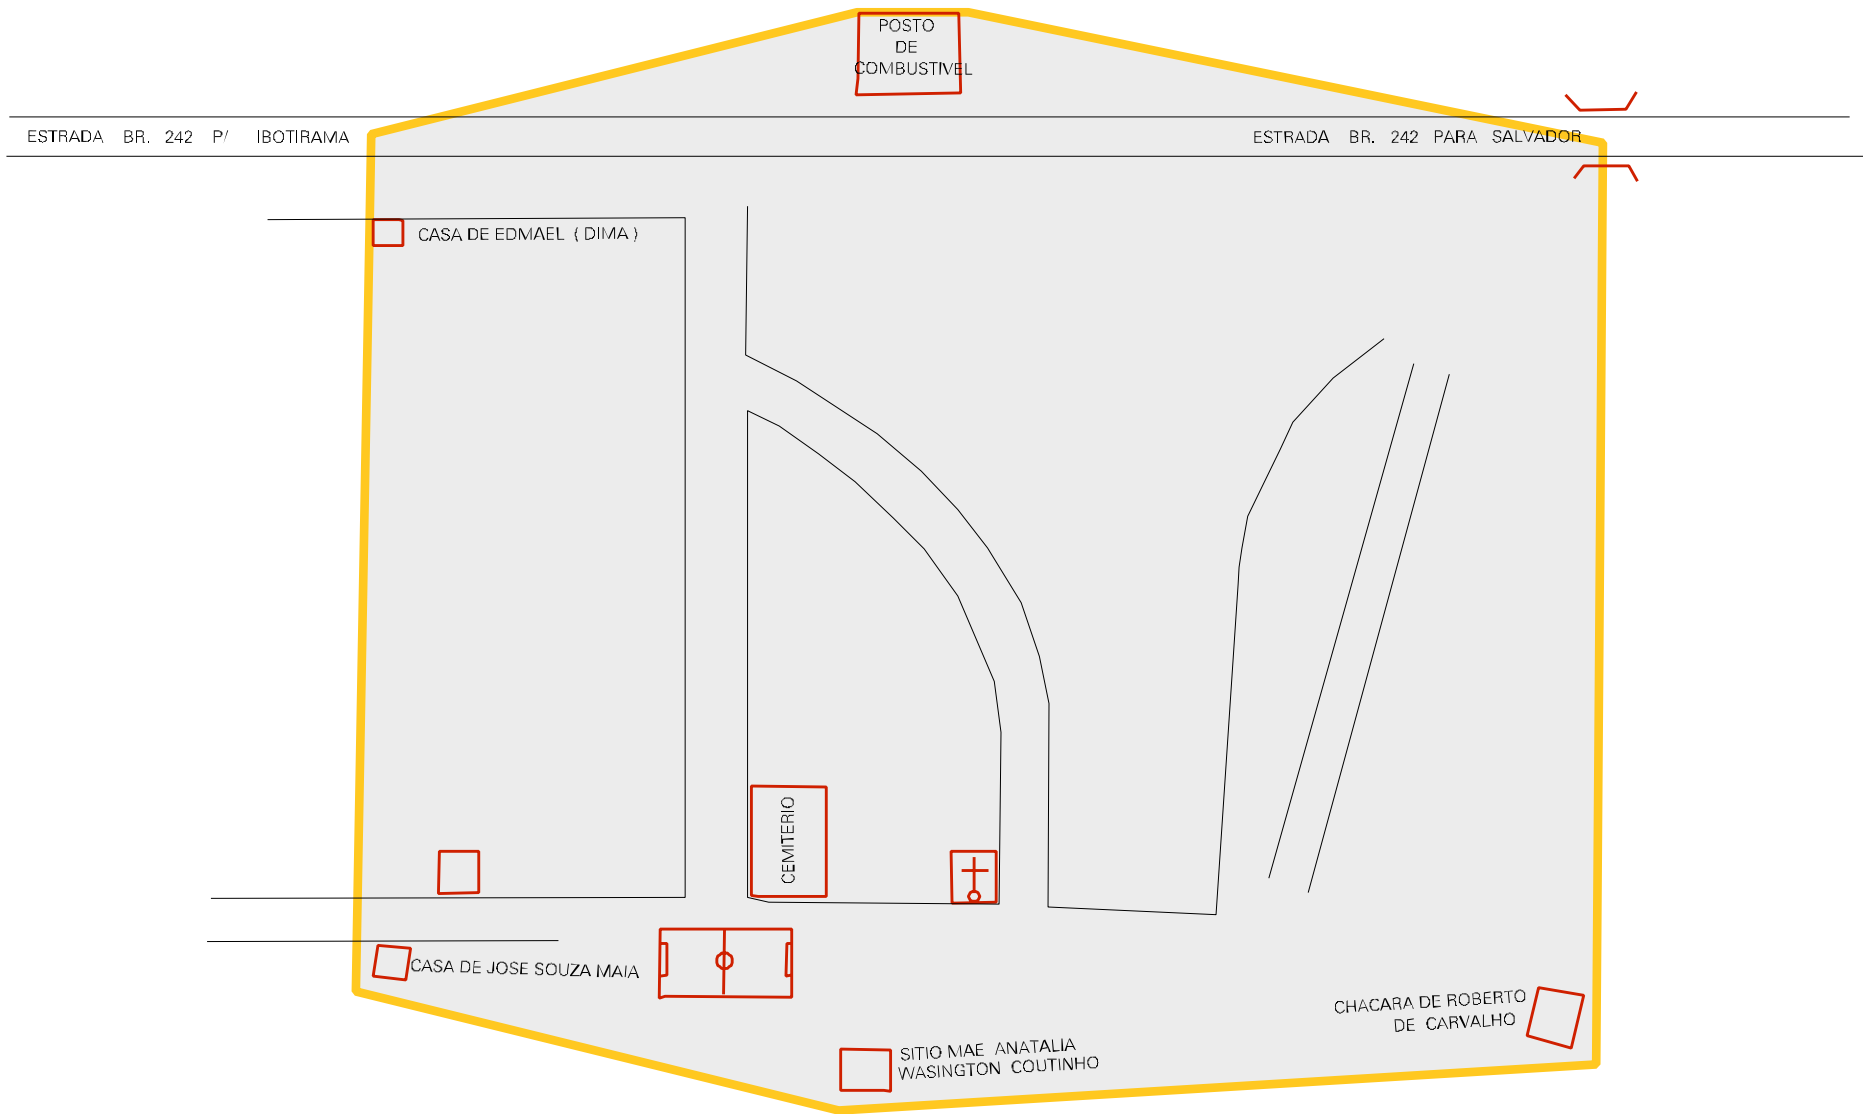 POSTO
DE
COMBUSTIVEL
ESTRADA BR. 242 P/ IBOTIRAMA
ESTRADA BR. 242 PARA SALVADOR
CASA DE EDMAEL ( DIMA )
CEMITERIO
CASA DE JOSE SOUZA MAIA
CHACARA DE ROBERTO
DE CARVALHO
SITIO MAE ANATALIA
WASINGTON COUTINHO